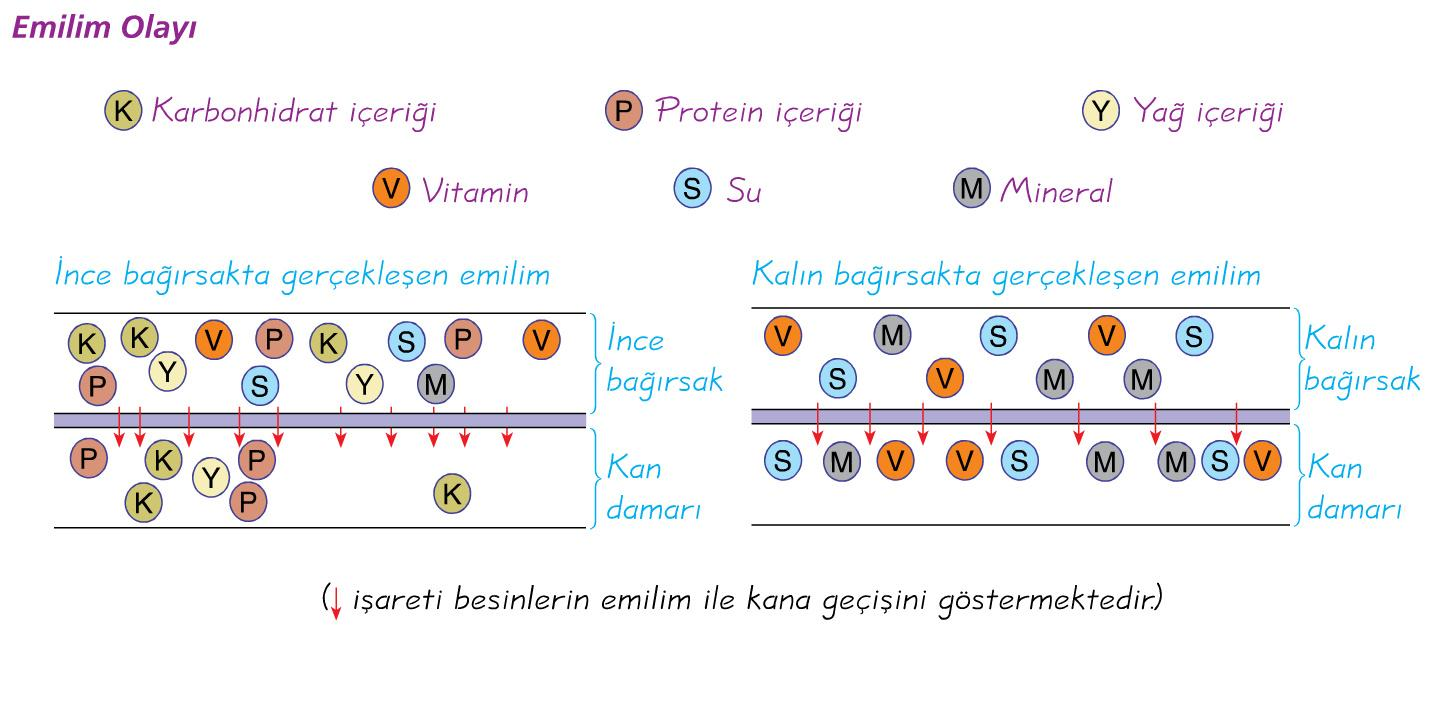 Emilim Olayı
K Karbonhidrat içeriği P Protein içeriği Y Yağ içeriği
V Vitamin S Su M Mineral
İnce bağırsakta gerçekleşen emilim
K K V P K S P V
P Y S Y M
İnce
bağırsak
P K Y P K
K P
Kan
damarı
Kalın bağırsakta gerçekleşen emilim
V M S V S
S V M M
Kalın
bağırsak
S M V V S M M S V
Kan
damarı
( işareti besinlerin emilim ile kana geçişini göstermektedir.)